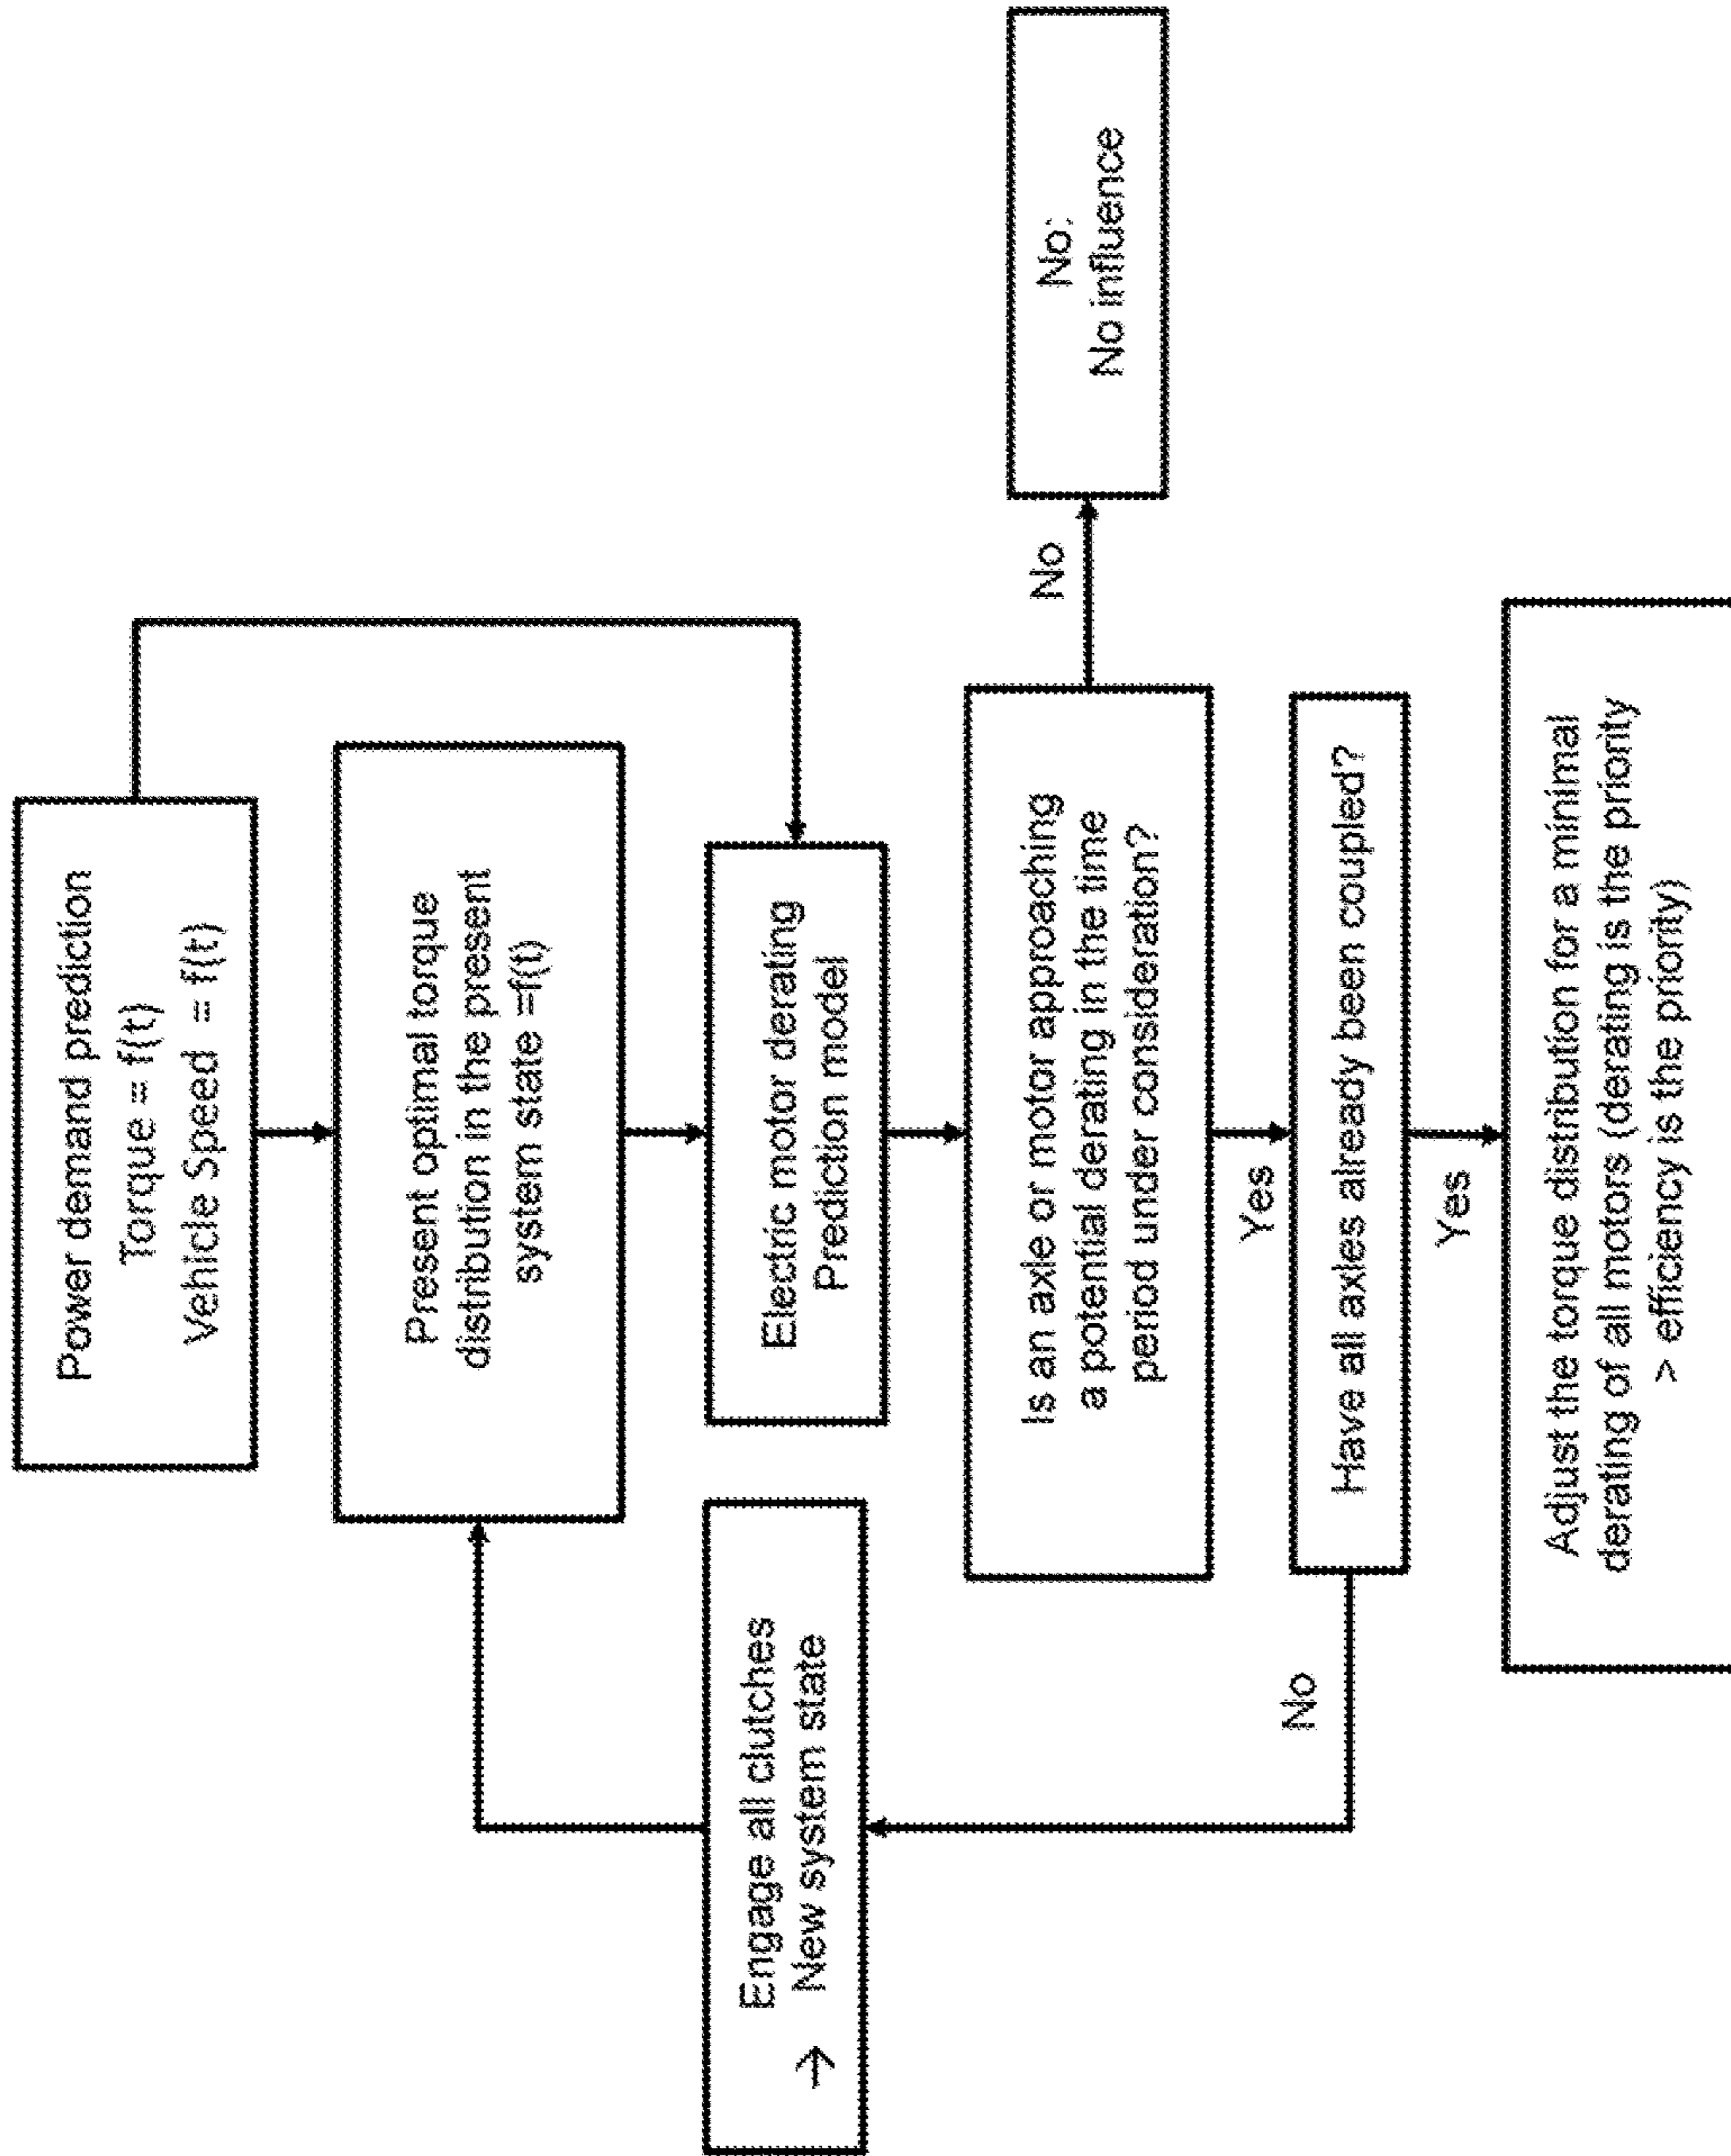 Power demand prediction
Torque = f(t)
Vehicle Speed = f(t)
Present optimal torque
distribution in the present
system state =f(t)
Engage all clutches
→ New system state
Electric motor derating
Prediction model
Is an axle or motor approaching
a potential derating in the time
period under consideration?
No
No:
No influence
Yes
Have all axles already been coupled?
No
Yes
Adjust the torque distribution for a minimal
derating of all motors (derating is the priority
> efficiency is the priority)